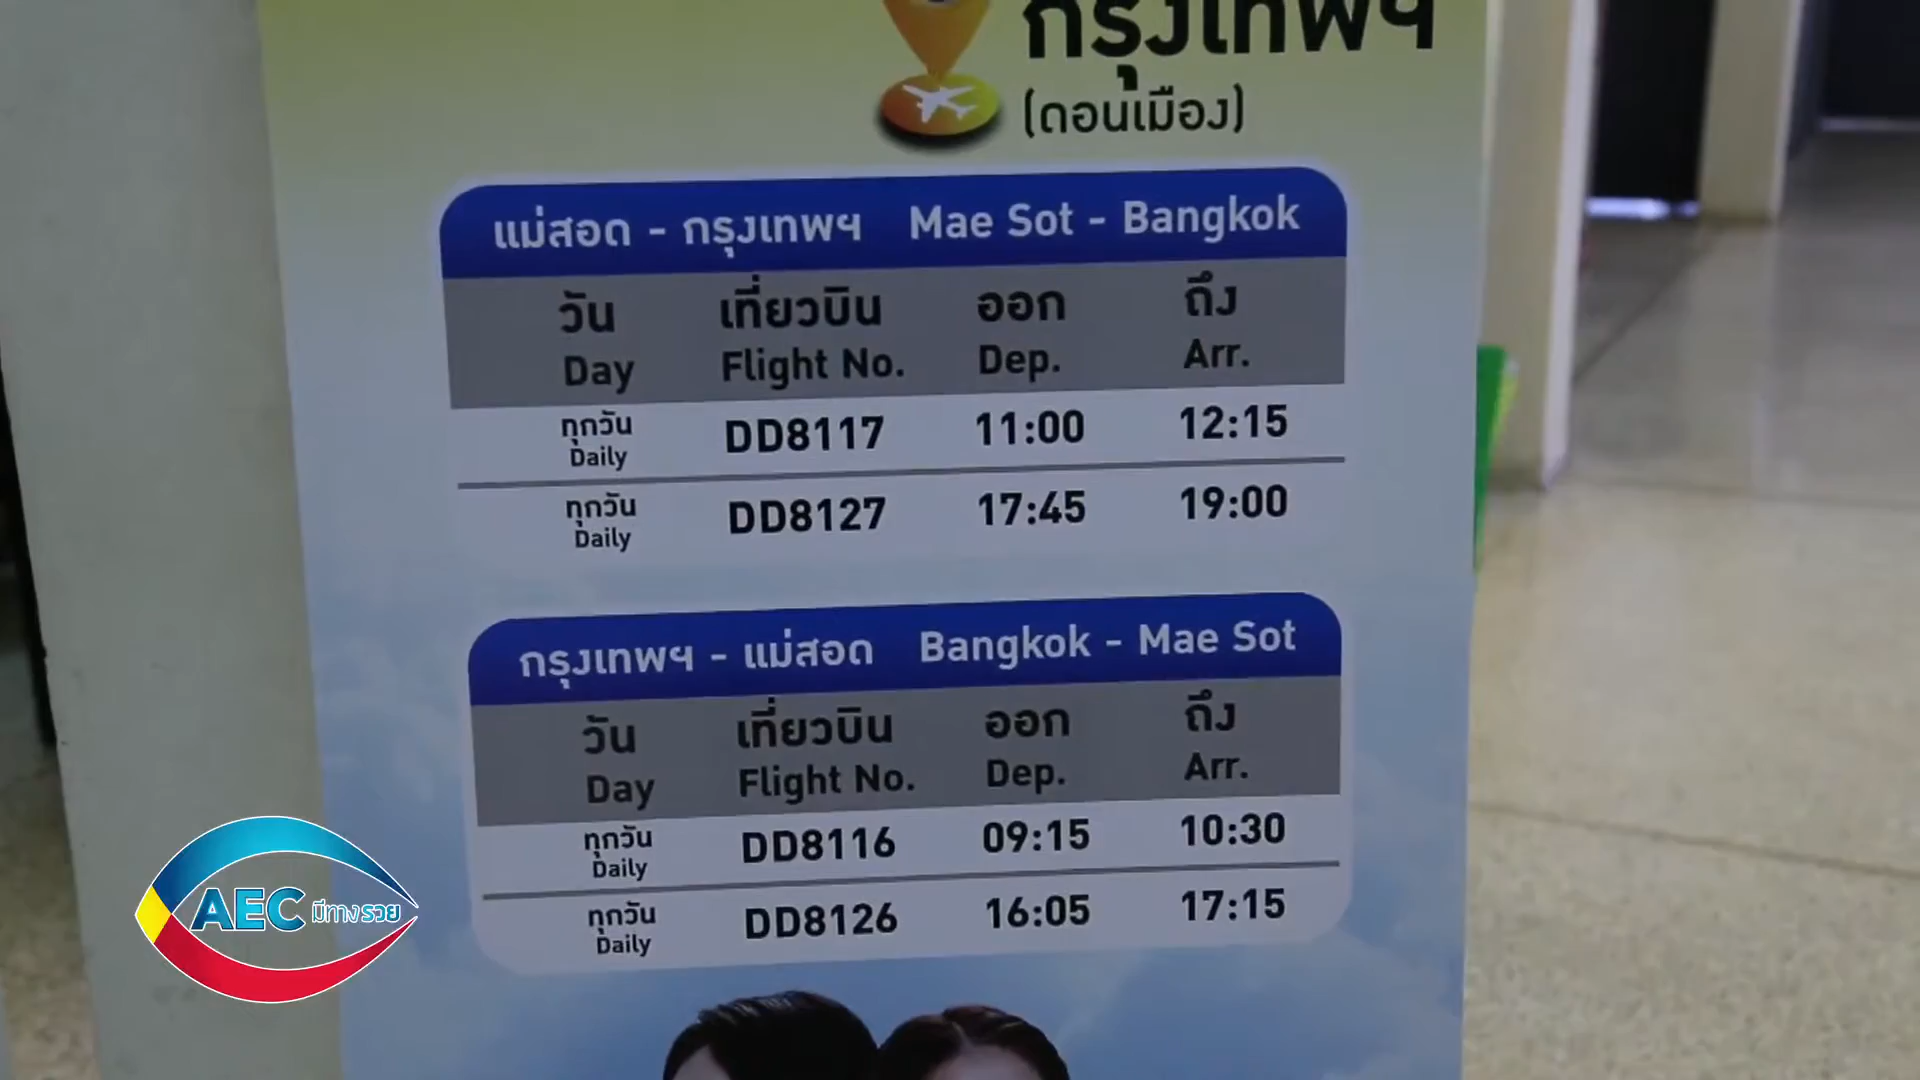 กรุงเทพฯ
(ดอนเมือง)
แม่สอด - กรุงเทพฯ Mae Sot - Bangkok
วัน เที่ยวบิน ออก ถึง
Day Flight No. Dep. Arr.
ทุกวัน DD8117 11:00 12:15
Daily
ทุกวัน DD8127 17:45 19:00
Daily
กรุงเทพฯ - แม่สอด Bangkok - Mae Sot
วัน เที่ยวบิน ออก ถึง
Day Flight No. Dep. Arr.
ทุกวัน DD8116 09:15 10:30
Daily
ทุกวัน DD8126 16:05 17:15
Daily
AEC มีทางรวย